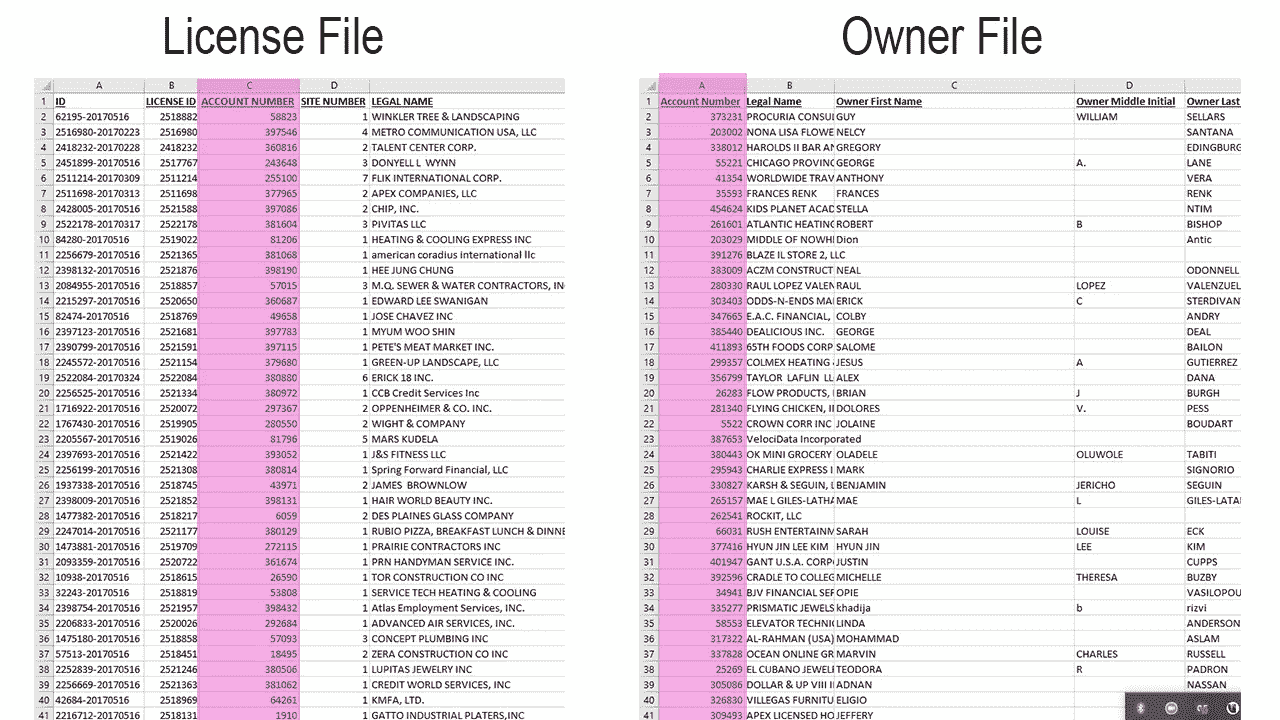 License File Owner File
A B C D
1 ID LICENSE ID ACCOUNT NUMBER SITE NUMBER LEGAL NAME
2 62195-20170516 2518882 58823 1 WINKLER TREE & LANDSCAPING
3 2516980-20170223 2516980 397546 4 METRO COMMUNICATION USA, LLC
4 2418232-20170228 2418232 360816 2 TALENT CENTER CORP.
5 2451899-20170516 2517767 243648 3 DONYELL L WYNN
6 2511214-20170309 2511214 255100 7 FLIK INTERNATIONAL CORP.
7 2511698-20170313 2511698 377965 2 APEX COMPANIES, LLC
8 2428005-20170516 2521588 397086 2 CHIP, INC.
9 2522178-20170317 2522178 381604 3 PIVITAS LLC
10 84280-20170516 2519022 81206 1 HEATING & COOLING EXPRESS INC
11 2256679-20170516 2521365 381068 1 american coradius international llc
12 2398132-20170516 2521876 398190 1 HEE JUNG CHUNG
13 2084955-20170516 2518857 57015 3 M.Q. SEWER & WATER CONTRACTORS, IN
14 2215297-20170516 2520650 360687 1 EDWARD LEE SWANIGAN
15 82474-20170516 2518769 49658 1 JOSE CHAVEZ INC
16 2397123-20170516 2521681 397783 1 MYUM WOO SHIN
17 2390799-20170516 2521591 397115 1 PETE'S MEAT MARKET INC.
18 2245572-20170516 2521154 379680 1 GREEN-UP LANDSCAPE, LLC
19 2522084-20170324 2522084 380880 6 ERICK 18 INC.
20 2256525-20170516 2521334 380972 1 CCB Credit Services Inc
21 1716922-20170516 2520072 297367 2 OPPENHEIMER & CO. INC.
22 1767430-20170516 2519905 280550 2 WIGHT & COMPANY
23 2205567-20170516 2519026 81796 5 MARS KUDELA
24 2397693-20170516 2521422 393052 1 J&S FITNESS LLC
25 2256199-20170516 2521308 380814 1 Spring Forward Financial, LLC
26 1937338-20170516 2518745 43971 2 JAMES BROWNLOW
27 2398009-20170516 2521852 398131 1 HAIR WORLD BEAUTY INC.
28 1477382-20170516 2518217 6059 2 DES PLAINES GLASS COMPANY
29 2247014-20170516 2521177 380129 1 RUBIO PIZZA, BREAKFAST LUNCH & DINNE
30 1473881-20170516 2519709 272115 1 PRAIRIE CONTRACTORS INC
31 2093359-20170516 2520722 361674 1 PRN HANDYMAN SERVICE INC.
32 10938-20170516 2518615 26590 1 TOR CONSTRUCTION CO INC
33 32243-20170516 2518819 53808 1 SERVICE TECH HEATING & COOLING
34 2398754-20170516 2521957 398432 1 Atlas Employment Services, INC.
35 2206833-20170516 2520026 292684 1 ADVANCED AIR SERVICES, INC.
36 1475180-20170516 2518858 57093 3 CONCEPT PLUMBING INC
37 57513-20170516 2518451 18495 2 ZERA CONSTRUCTION CO INC
38 2252839-20170516 2521246 380506 1 LUPITAS JEWELRY INC
39 2256669-20170516 2521363 381062 1 CREDIT WORLD SERVICES, INC
40 42684-20170516 2518969 64261 1 KMFA, LTD.
41 2216712-20170516 2518131 1910 1 GATTO INDUSTRIAL PLATERS,INC
A B C D
1 Account Number Legal Name Owner First Name Owner Middle Initial Owner Last
2 373231 PROCURIA CONSUL GUY WILLIAM SELLARS
3 203002 NONA LISA FLOWE NELCY SANTANA
4 338012 HAROLDS II BAR AN GREGORY EDINGBURG
5 55221 CHICAGO PROVINC GEORGE A. LANE
6 41354 WORLDWIDE TRAV ANTHONY VERA
7 35593 FRANCES RENK FRANCES RENK
8 454624 KIDS PLANET ACAD STELLA NTIM
9 261601 ATLANTIC HEATING ROBERT B BISHOP
10 203029 MIDDLE OF NOWH Dion Antic
11 391276 BLAZE IL STORE 2, LLC
12 383009 ACZM CONSTRUCT NEAL ODONNELL
13 280330 RAUL LOPEZ VALEN RAUL LOPEZ VALENZUEL
14 303403 ODDS-N-ENDS MA ERICK C STERDIVAN
15 347665 E.A.C. FINANCIAL, COLBY ANDRY
16 385440 DEALICIOUS INC. GEORGE DEAL
17 411893 65TH FOODS CORP SALOME BAILON
18 299357 COLMEX HEATING JESUS A GUTIERREZ
19 356799 TAYLOR LAFLIN LL ALEX DANA
20 26283 FLOW PRODUCTS, BRIAN J BURGH
21 281340 FLYING CHICKEN, I DOLORES V. PESS
22 5522 CROWN CORR INC JOLAINE BOUDART
23 387653 VelociData Incorporated
24 380443 OK MINI GROCERY OLADELE OLUWOLE TABITI
25 295943 CHARLIE EXPRESS I MARK SIGNORIO
26 330827 KARSH & SEGUIN, L BENJAMIN JERICHO SEGUIN
27 265157 MAE L GILES-LATHA MAE L GILES-LATA
28 262541 ROCKIT, LLC
29 66031 RUSH ENTERTAINM SARAH LOUISE ECK
30 377416 HYUN JIN LEE KIM HYUN JIN LEE KIM
31 401947 GANT U.S.A. CORP JUSTIN CUPPS
32 392596 CRADLE TO COLLEG MICHELLE THERESA BUZBY
33 34941 BJV FINANCIAL SER OPIE VASILOPOU
34 335277 PRISMATIC JEWELS khadija b rizvi
35 58553 ELEVATOR TECHNI LINDA ANDERSON
36 317322 AL-RAHMAN (USA) MOHAMMAD ASLAM
37 337828 OCEAN ONLINE GR MARVIN CHARLES RUSSELL
38 25269 EL CUBANO JEWEL TEODORA R PADRON
39 305086 DOLLAR & UP VIII I ADNAN NASSAN
40 326830 VILLEGAS FURNITU ELIGIO
41 309493 APEX LICENSED HO JEFFERY